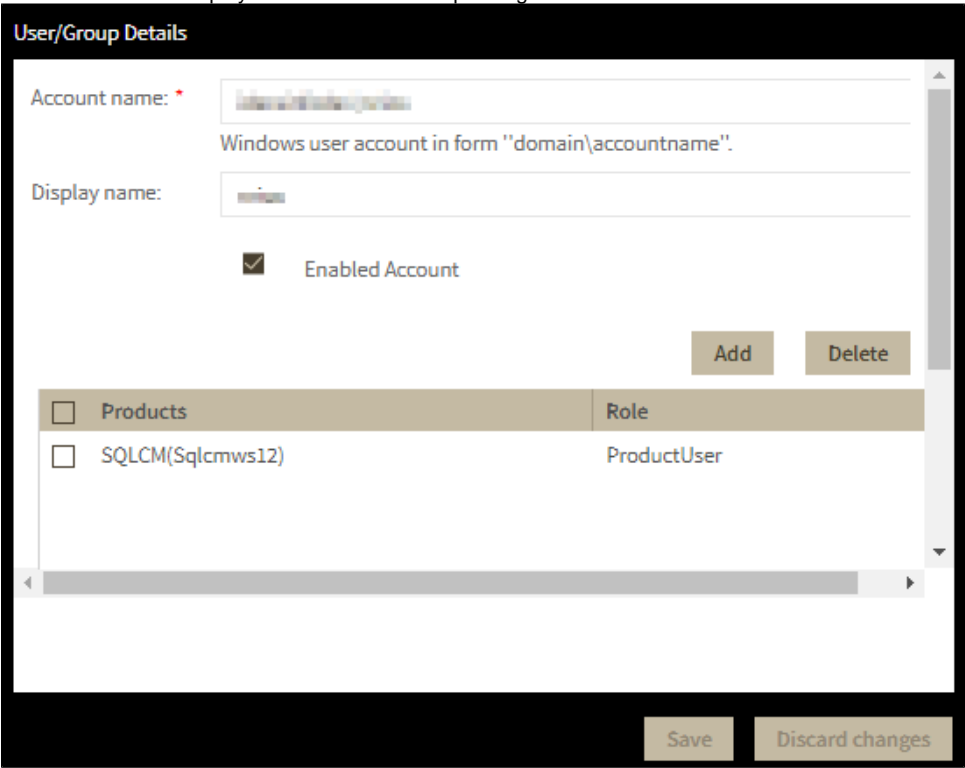 User/Group Details
Account name: *
Windows user account in form "domain\accountname".
Display name:
Enabled Account
Add Delete
Products Role
SQLCM(Sqlcmws12) ProductUser
Save Discard changes